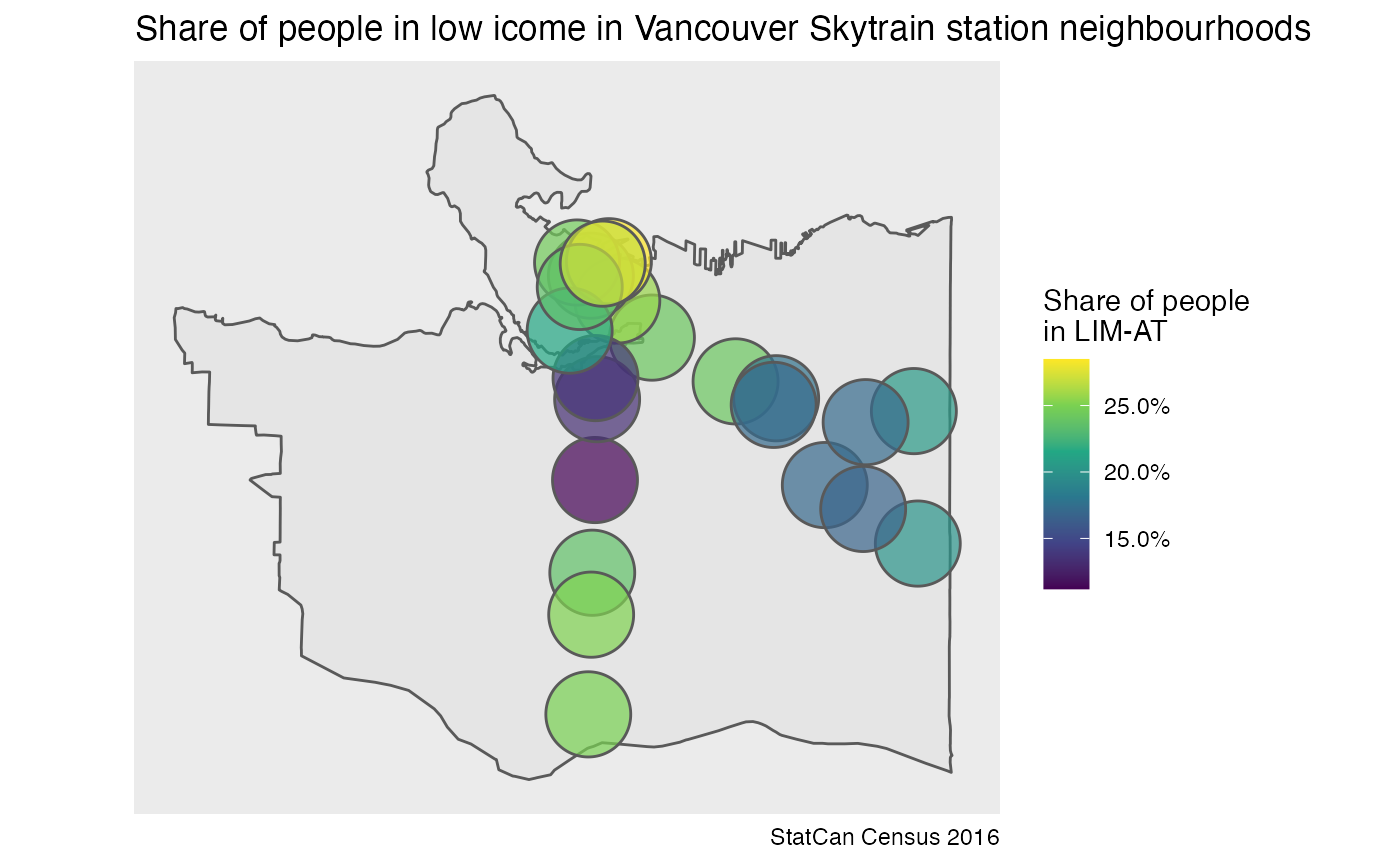 Share of people in low icome in Vancouver Skytrain station neighbourhoods
Share of people
in LIM-AT
25.0%
20.0%
15.0%
StatCan Census 2016